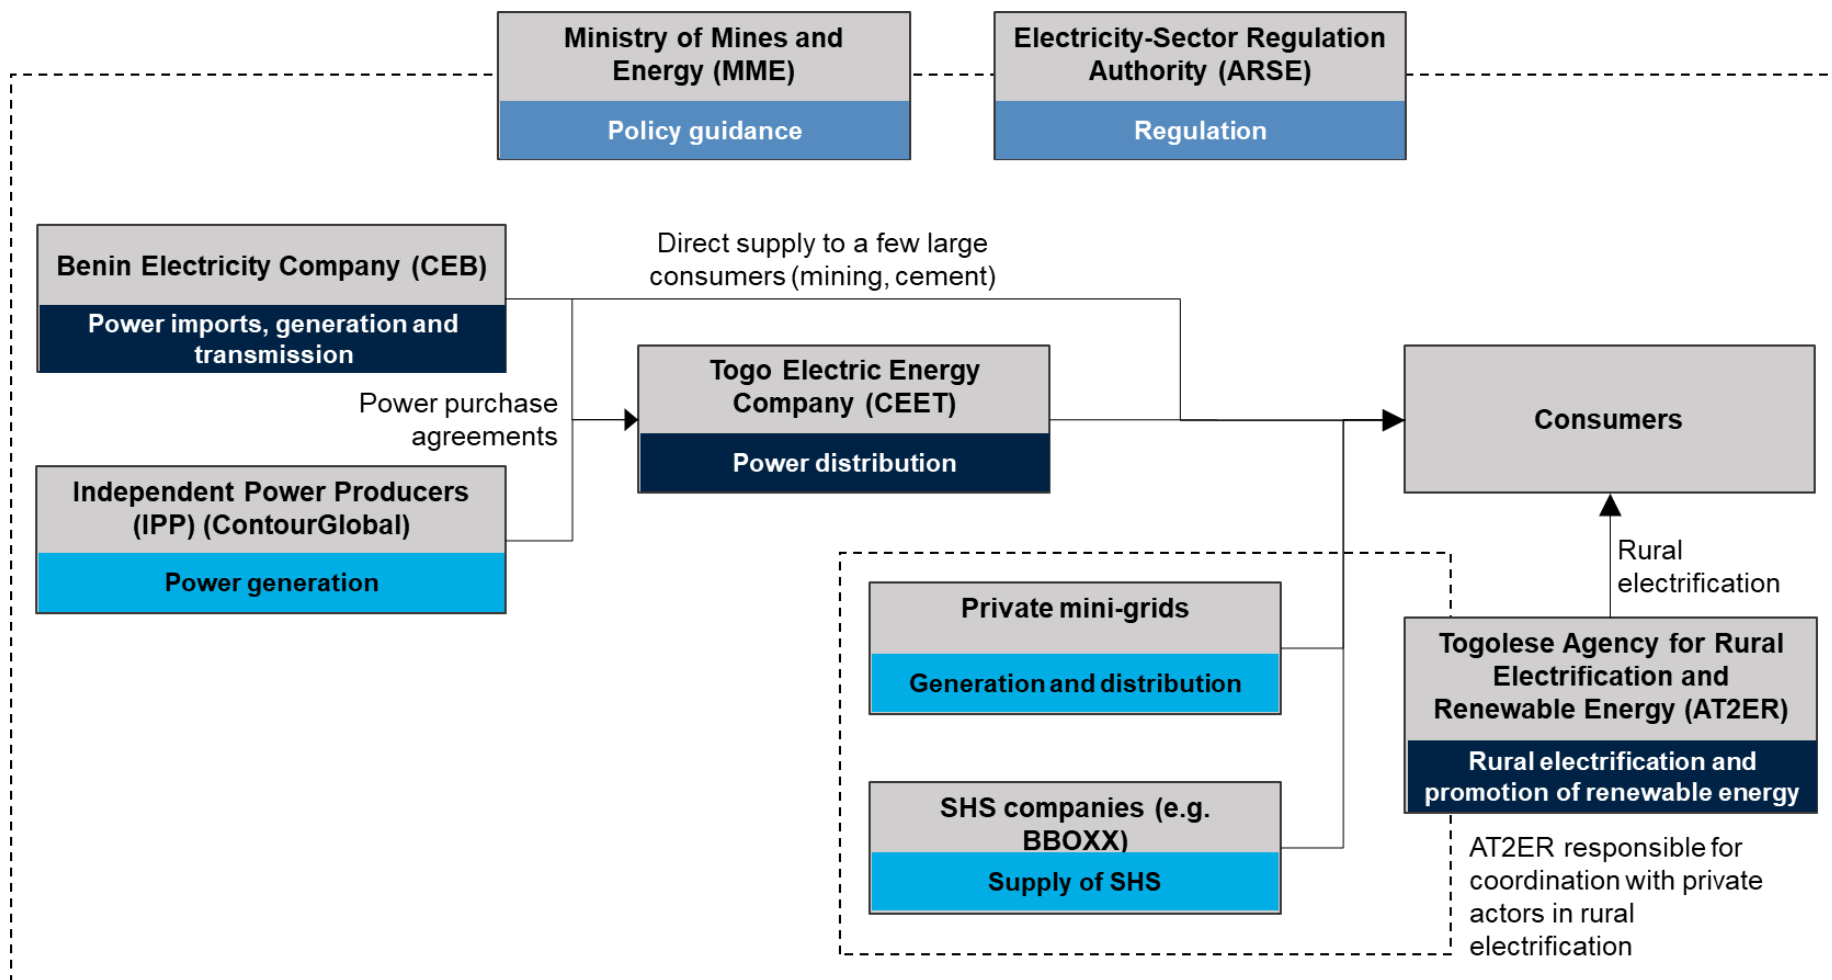 Ministry of Mines and
Energy (MME)
Policy guidance
Electricity-Sector Regulation
Authority (ARSE)
Regulation
Benin Electricity Company (CEB)
Power imports, generation and
transmission
Direct supply to a few large
consumers (mining, cement)
Power purchase
agreements
Togo Electric Energy
Company (CEET)
Power distribution
Consumers
Independent Power Producers
(IPP) (ContourGlobal)
Power generation
Rural
electrification
Private mini-grids
Generation and distribution
Togolese Agency for Rural
Electrification and
Renewable Energy (AT2ER)
Rural electrification and
promotion of renewable energy
SHS companies (e.g.
BBOXX)
Supply of SHS
AT2ER responsible for
coordination with private
actors in rural
electrification